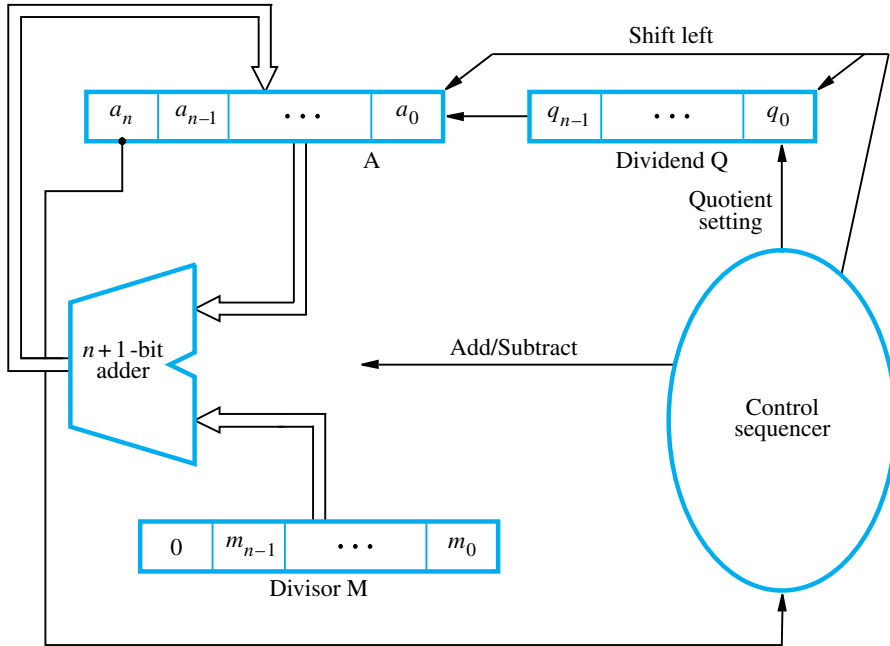 Shift left
a_n a_{n-1} • • • a_0
q_{n-1} • • • q_0
A
Dividend Q
Quotient
setting
n + 1 -bit
adder
Add/Subtract
Control
sequencer
0 m_{n-1} • • • m_0
Divisor M